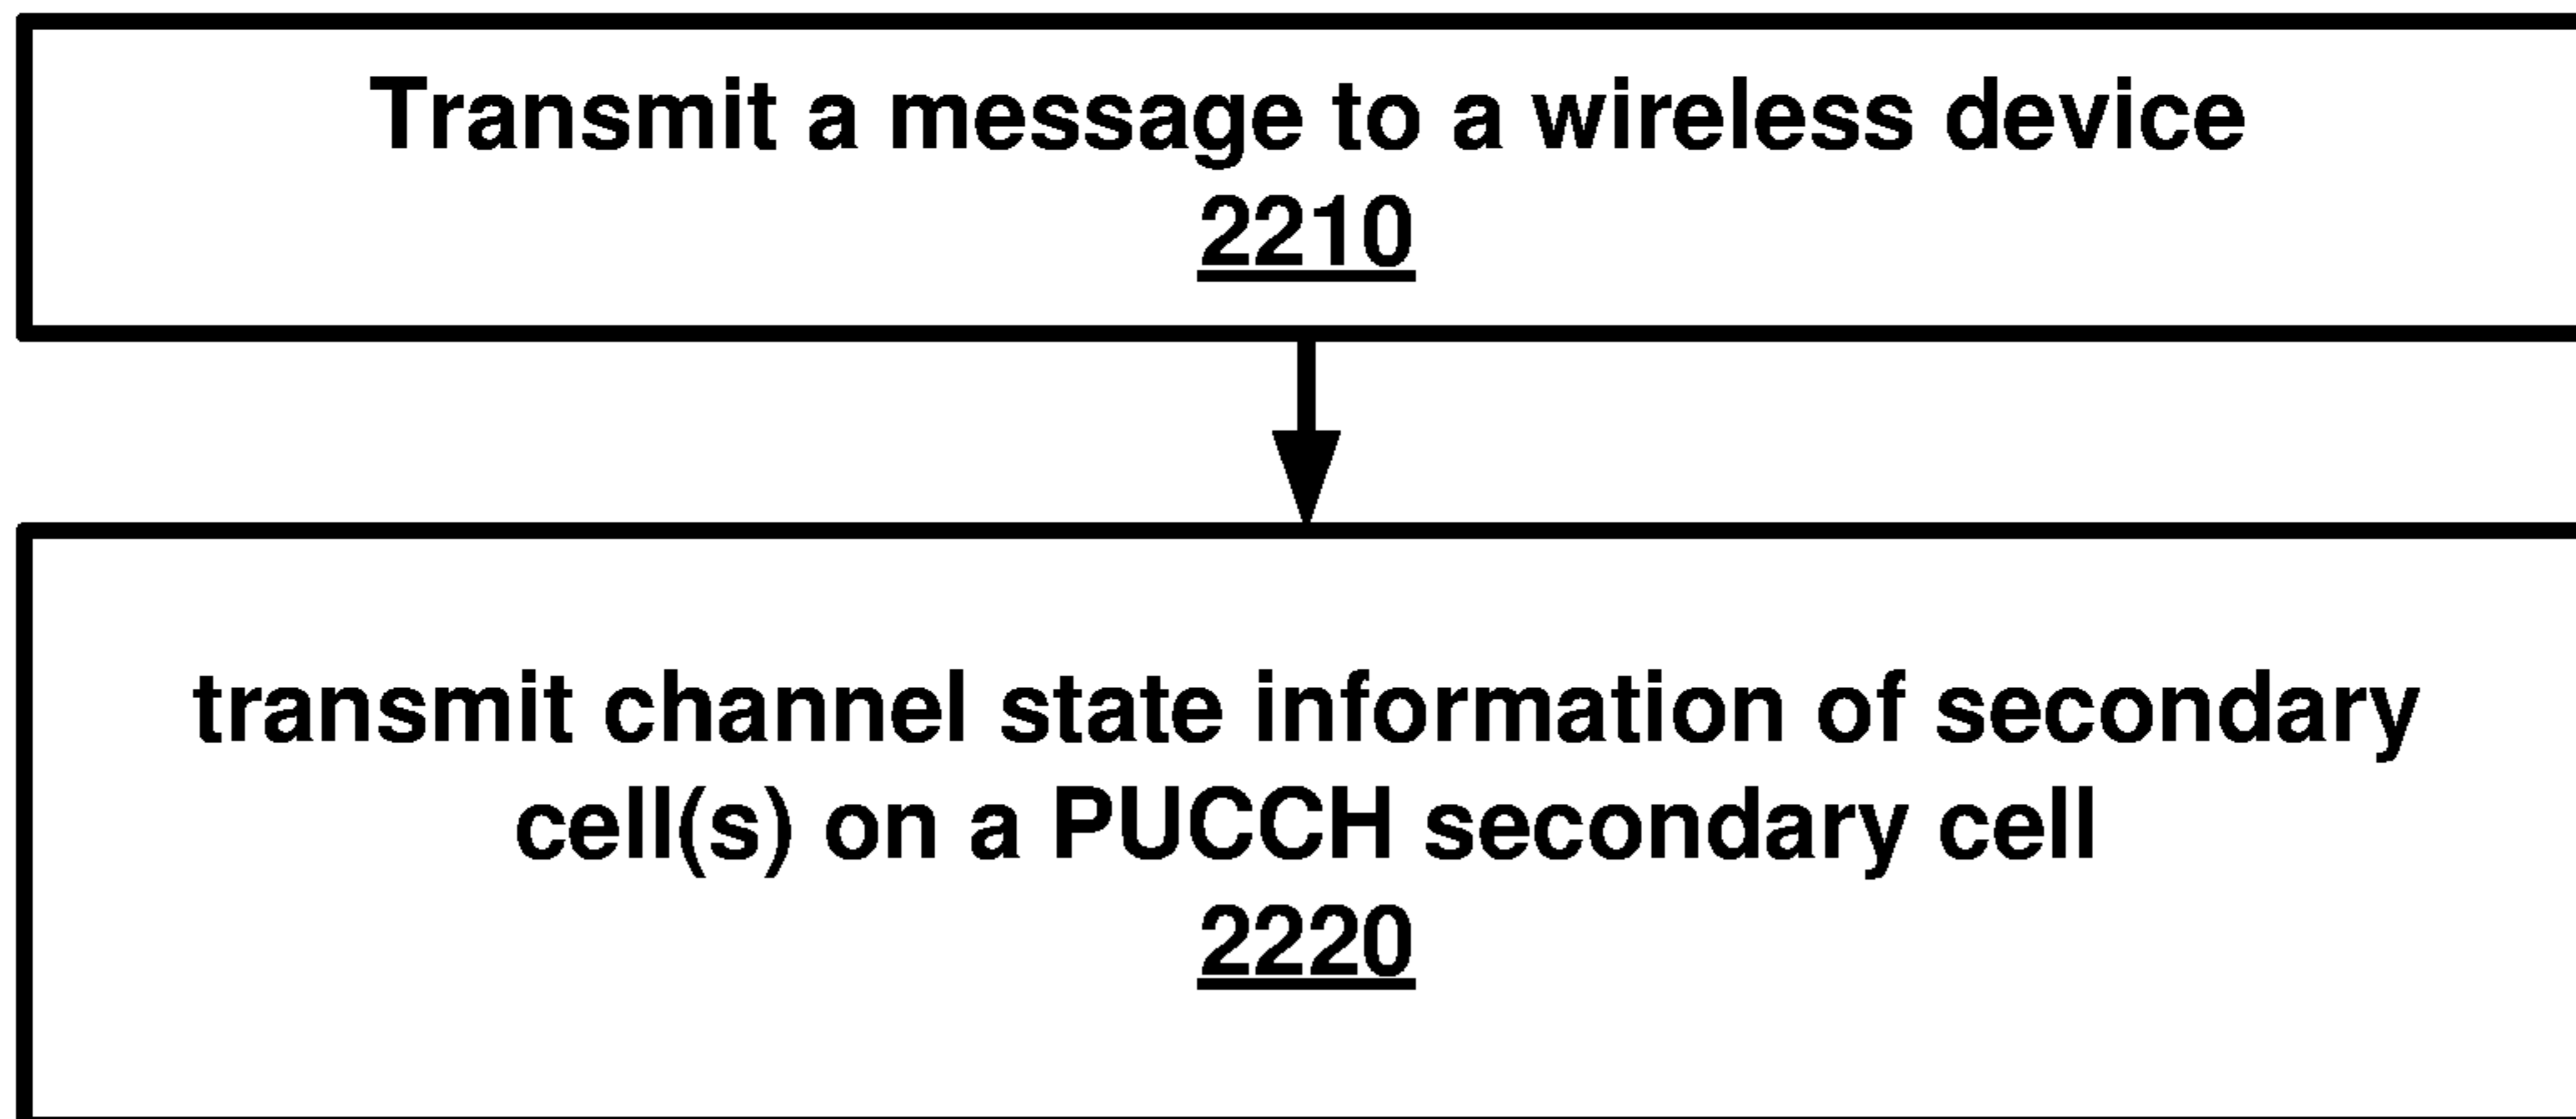 Transmit a message to a wireless device
2210
transmit channel state information of secondary
cell(s) on a PUCCH secondary cell
2220